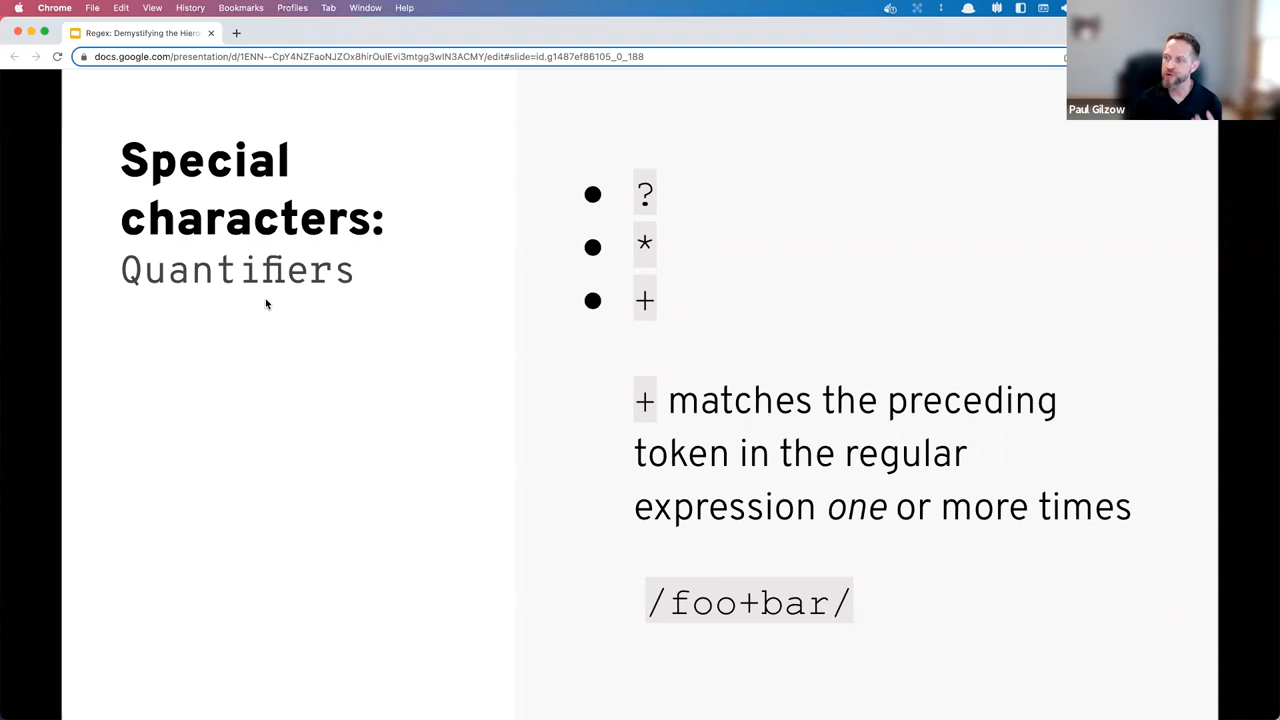 Chrome File Edit View History Bookmarks Profiles Tab Window Help
Regex: Demystifying the Hiero
docs.google.com/presentation/d/1ENN--CpY4NZFaoNJZOx8hirOulEvi3mtgg3wlN3ACMY/edit#slide=id.g1487ef86105_0_188
Paul Gilzow
Special
characters:
Quantifiers
● ?
● *
● +
+ matches the preceding
token in the regular
expression one or more times
/foo+bar/